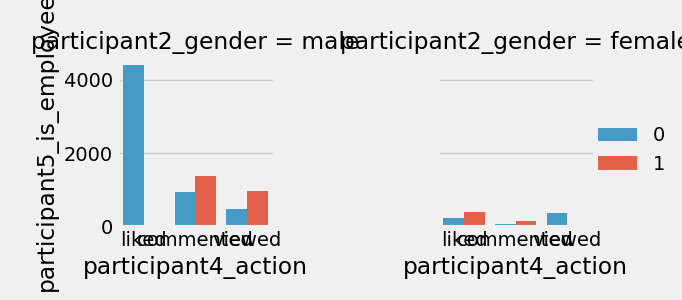 participant2_gender = male
participant2_gender = female
participant5_is_employee
4000
2000
0
liked
commented
viewed
liked
commented
viewed
participant4_action
participant4_action
0
1